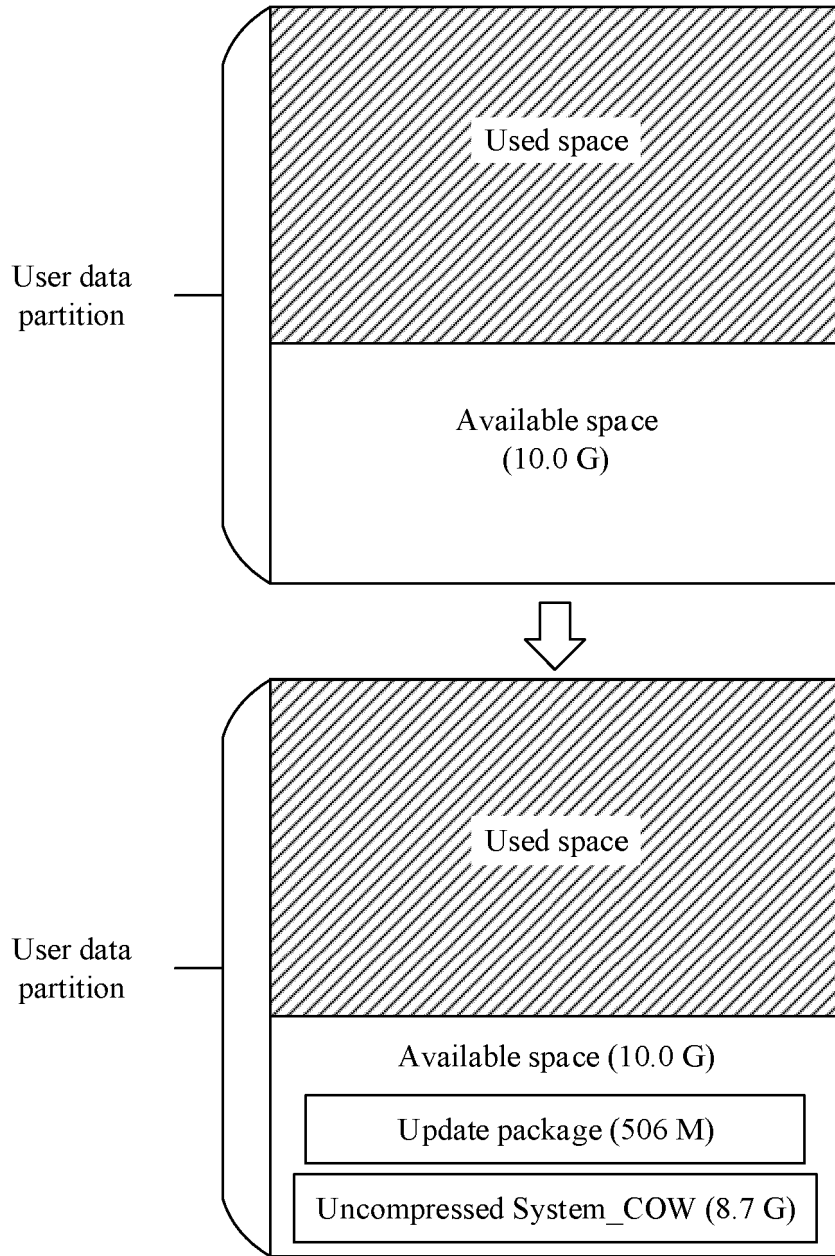 Used space
User data
partition
Available space
(10.0 G)
Used space
User data
partition
Available space (10.0 G)
Update package (506 M)
Uncompressed System_COW (8.7 G)